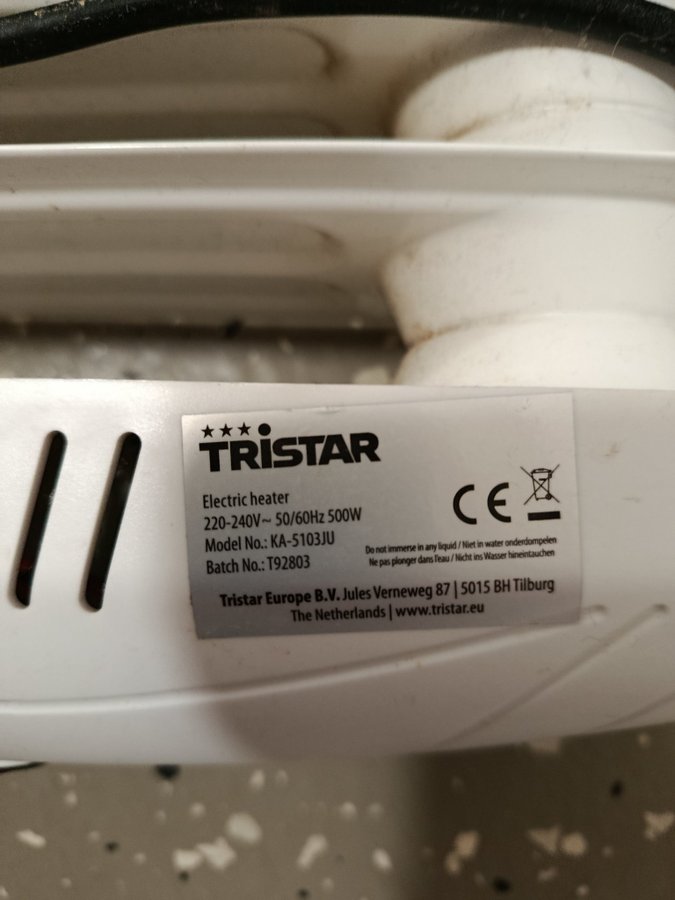 TRISTAR
Electric heater
220-240V~ 50/60Hz 500W
Model No.: KA-5103JU
Batch No.: T92803
CE
Do not immerse in any liquid / Niet in water onderdompelen
Ne pas plonger dans l'eau / Nicht ins Wasser hineintauchen
Tristar Europe B.V. Jules Verneweg 87 | 5015 BH Tilburg
The Netherlands | www.tristar.eu